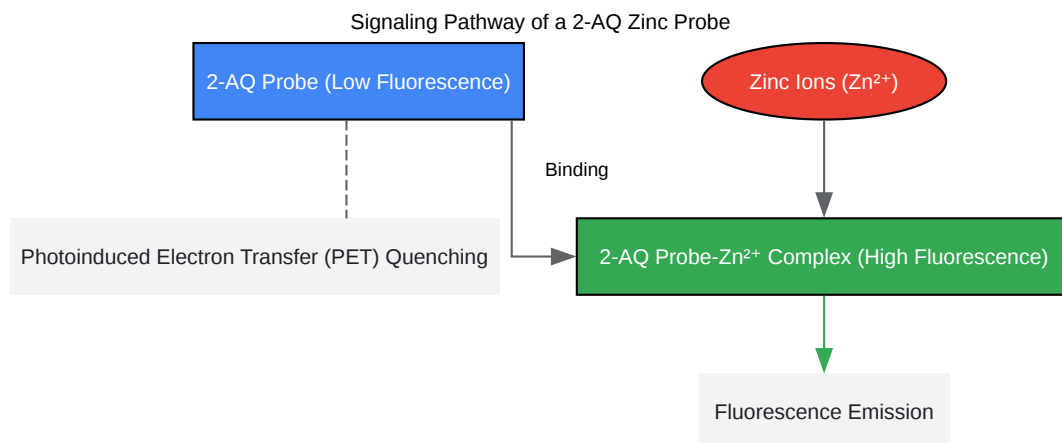 Signaling Pathway of a 2-AQ Zinc Probe
2-AQ Probe (Low Fluorescence)
Zinc Ions (Zn²⁺)
Binding
Photoinduced Electron Transfer (PET) Quenching
2-AQ Probe-Zn²⁺ Complex (High Fluorescence)
Fluorescence Emission